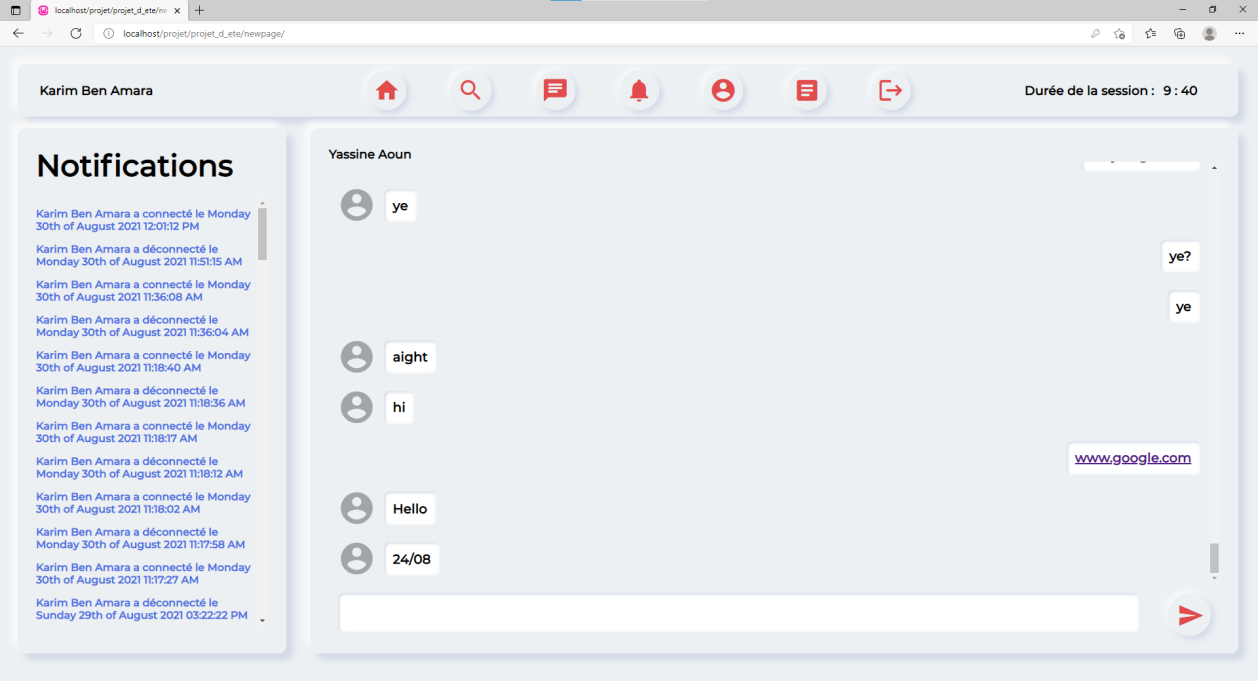 localhost/projet/projet_d_ete/ne
localhost/projet/projet_d_ete/newpage/
Karim Ben Amara
Durée de la session : 9 : 40
Notifications
Karim Ben Amara a connecté le Monday
30th of August 2021 12:01:12 PM
Karim Ben Amara a déconnecté le
Monday 30th of August 2021 11:51:15 AM
Karim Ben Amara a connecté le Monday
30th of August 2021 11:36:08 AM
Karim Ben Amara a déconnecté le
Monday 30th of August 2021 11:36:04 AM
Karim Ben Amara a connecté le Monday
30th of August 2021 11:18:40 AM
Karim Ben Amara a déconnecté le
Monday 30th of August 2021 11:18:36 AM
Karim Ben Amara a connecté le Monday
30th of August 2021 11:18:17 AM
Karim Ben Amara a déconnecté le
Monday 30th of August 2021 11:18:12 AM
Karim Ben Amara a connecté le Monday
30th of August 2021 11:18:02 AM
Karim Ben Amara a déconnecté le
Monday 30th of August 2021 11:17:58 AM
Karim Ben Amara a connecté le Monday
30th of August 2021 11:17:27 AM
Karim Ben Amara a déconnecté le
Sunday 29th of August 2021 03:22:22 PM
Yassine Aoun
ye
ye?
ye
aight
hi
www.google.com
Hello
24/08